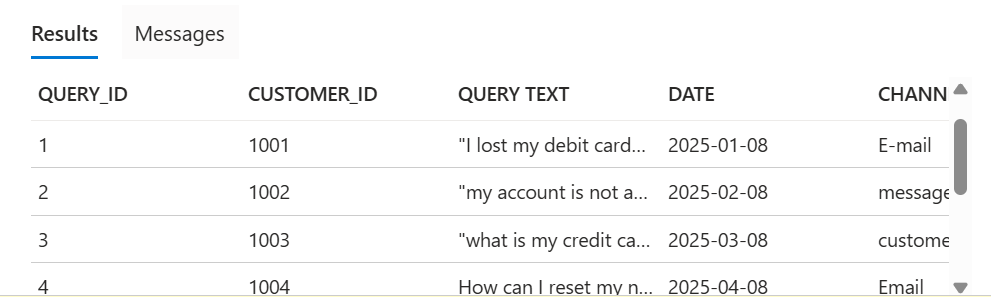 Results Messages
QUERY_ID CUSTOMER_ID QUERY TEXT DATE CHANN
1 1001 "I lost my debit card... 2025-01-08 E-mail
2 1002 "my account is not a... 2025-02-08 message
3 1003 "what is my credit ca... 2025-03-08 custome
4 1004 How can I reset my n... 2025-04-08 Email